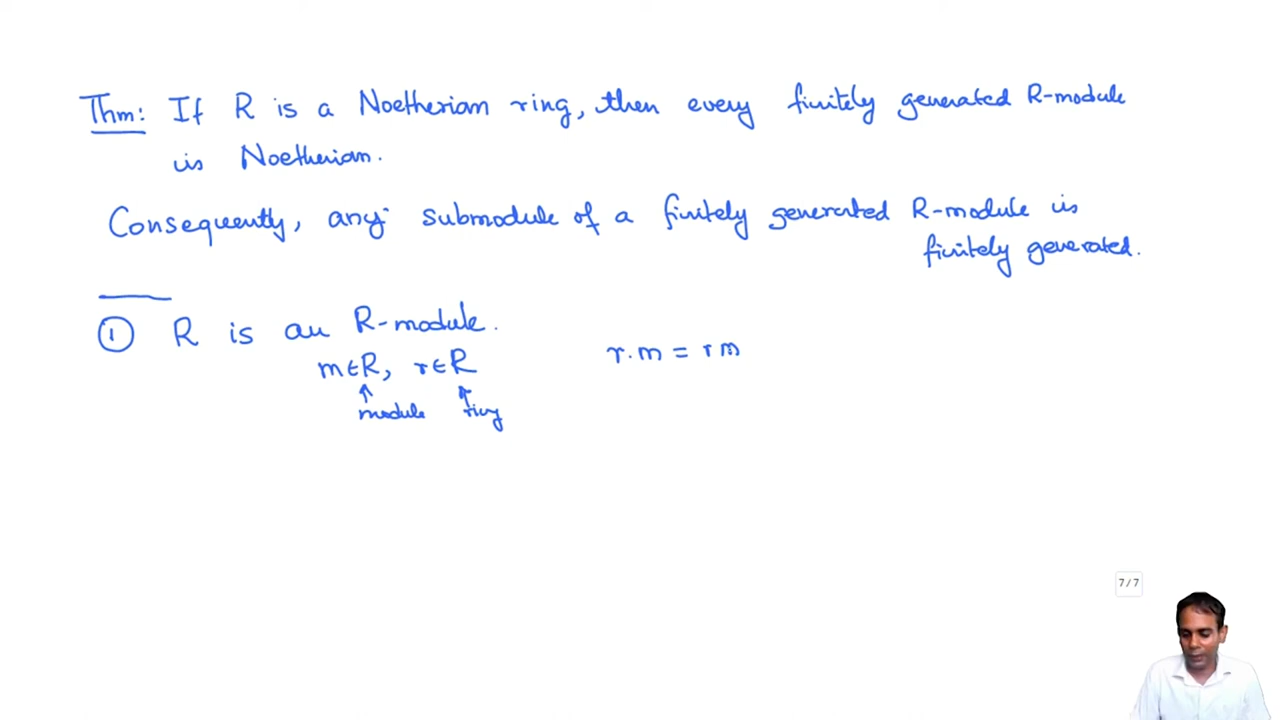 Thm: If R is a Noetherian ring, then every finitely generated R-module
is Noetherian.
Consequently, any submodule of a finitely generated R-module is
finitely generated.
① R is an R-module.
m∈R, r∈R
r.m = rm
↑ ↑
module ring
7/7